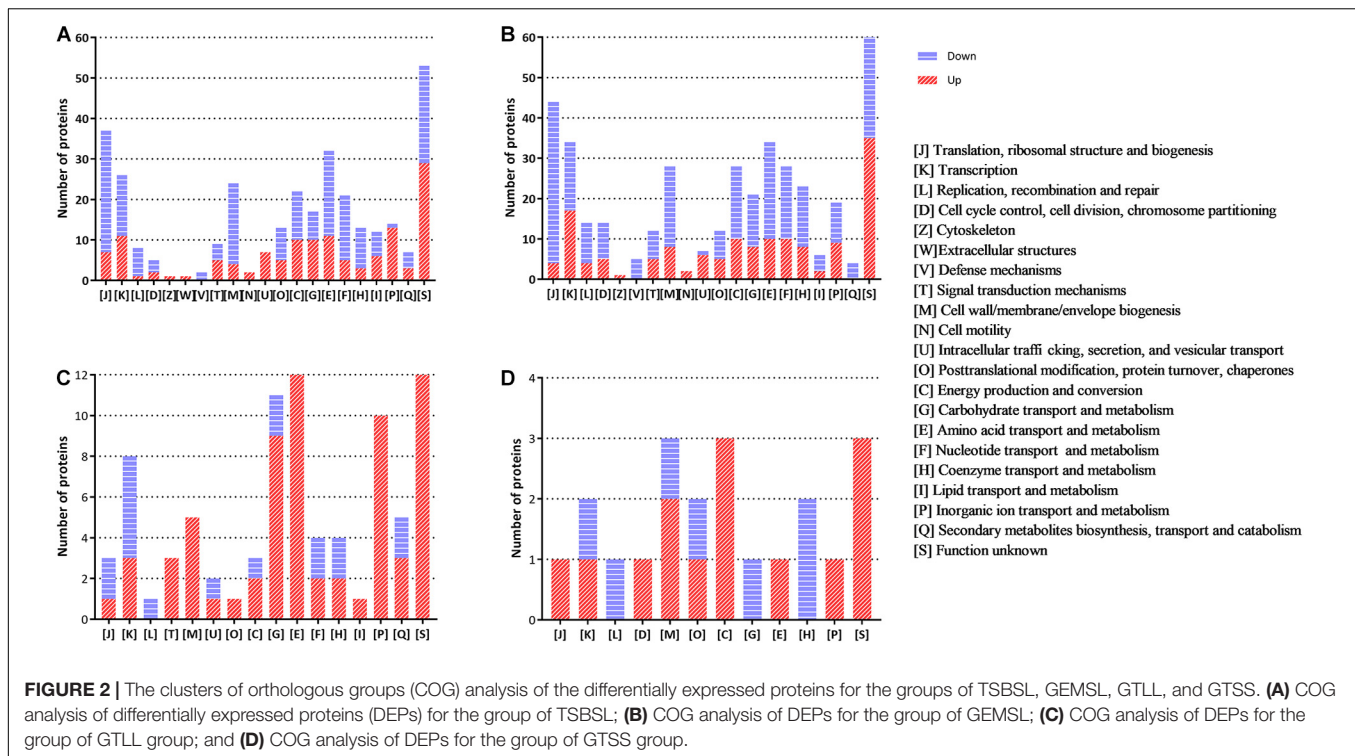 A
B
Number of proteins
60
50
40
30
20
10
0
[J] [K] [L] [D] [Z] [W] [V] [T] [M] [N] [U] [O] [C] [G] [E] [F] [H] [I] [P] [Q] [S]
Number of proteins
60
50
40
30
20
10
0
[J] [K] [L] [D] [Z] [V] [T] [M] [N] [U] [O] [C] [G] [E] [F] [H] [I] [P] [Q] [S]
Down
Up
[J] Translation, ribosomal structure and biogenesis
[K] Transcription
[L] Replication, recombination and repair
[D] Cell cycle control, cell division, chromosome partitioning
[Z] Cytoskeleton
[W]Extracellular structures
[V] Defense mechanisms
[T] Signal transduction mechanisms
[M] Cell wall/membrane/envelope biogenesis
[N] Cell motility
[U] Intracellular traffi cking, secretion, and vesicular transport
[O] Posttranslational modification, protein turnover, chaperones
[C] Energy production and conversion
[G] Carbohydrate transport and metabolism
[E] Amino acid transport and metabolism
[F] Nucleotide transport and metabolism
[H] Coenzyme transport and metabolism
[I] Lipid transport and metabolism
[P] Inorganic ion transport and metabolism
[Q] Secondary metabolites biosynthesis, transport and catabolism
[S] Function unknown
C
D
Number of proteins
12
10
8
6
4
2
0
[J] [K] [L] [T] [M] [U] [O] [C] [G] [E] [F] [H] [I] [P] [Q] [S]
Number of proteins
4
3
2
1
0
[J] [K] [L] [D] [M] [O] [C] [G] [E] [H] [P] [S]
FIGURE 2 | The clusters of orthologous groups (COG) analysis of the differentially expressed proteins for the groups of TSBSL, GEMSL, GTLL, and GTSS. (A) COG
analysis of differentially expressed proteins (DEPs) for the group of TSBSL; (B) COG analysis of DEPs for the group of GEMSL; (C) COG analysis of DEPs for the
group of GTLL group; and (D) COG analysis of DEPs for the group of GTSS group.